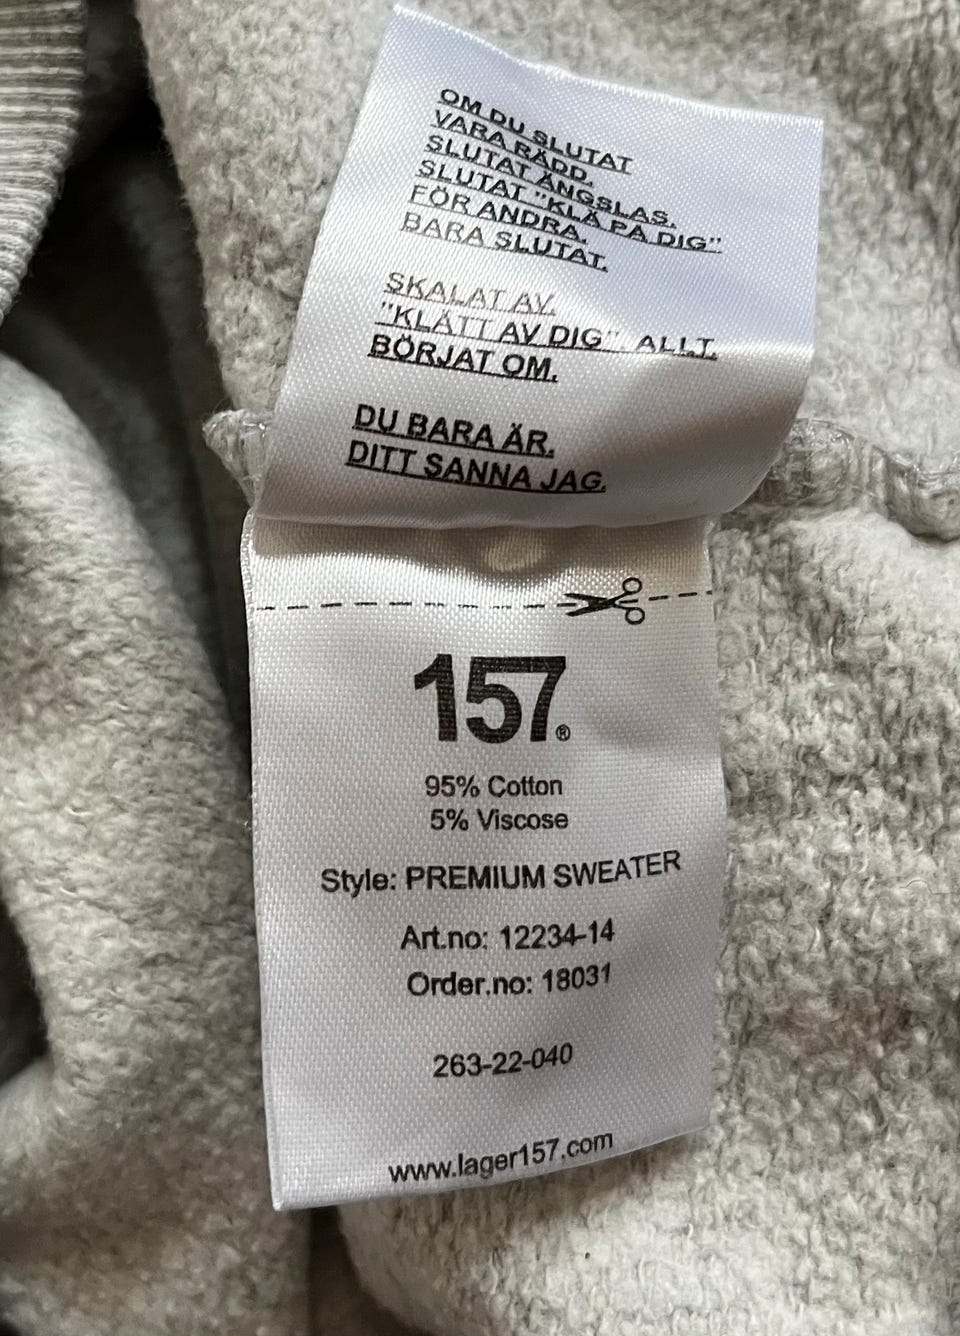 OM DU SLUTAT
VARA RÄDD.
SLUTAT ÄNGSLAS.
SLUTAT "KLÄ PÅ DIG"
FÖR ANDRA.
BARA SLUTAT.
SKALAT AV.
"KLÄTT AV DIG" ALLT.
BÖRJAT OM.
DU BARA ÄR.
DITT SANNA JAG.
157®
95% Cotton
5% Viscose
Style: PREMIUM SWEATER
Art.no: 12234-14
Order.no: 18031
263-22-040
www.lager157.com